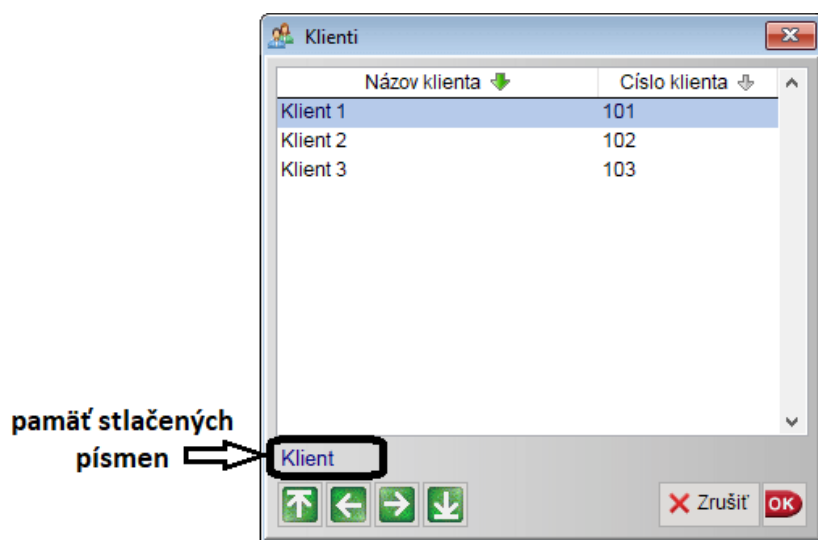 Klienti
Názov klienta Číslo klienta
Klient 1 101
Klient 2 102
Klient 3 103
pamäť stlačených
písmen
Klient
Zrušiť OK